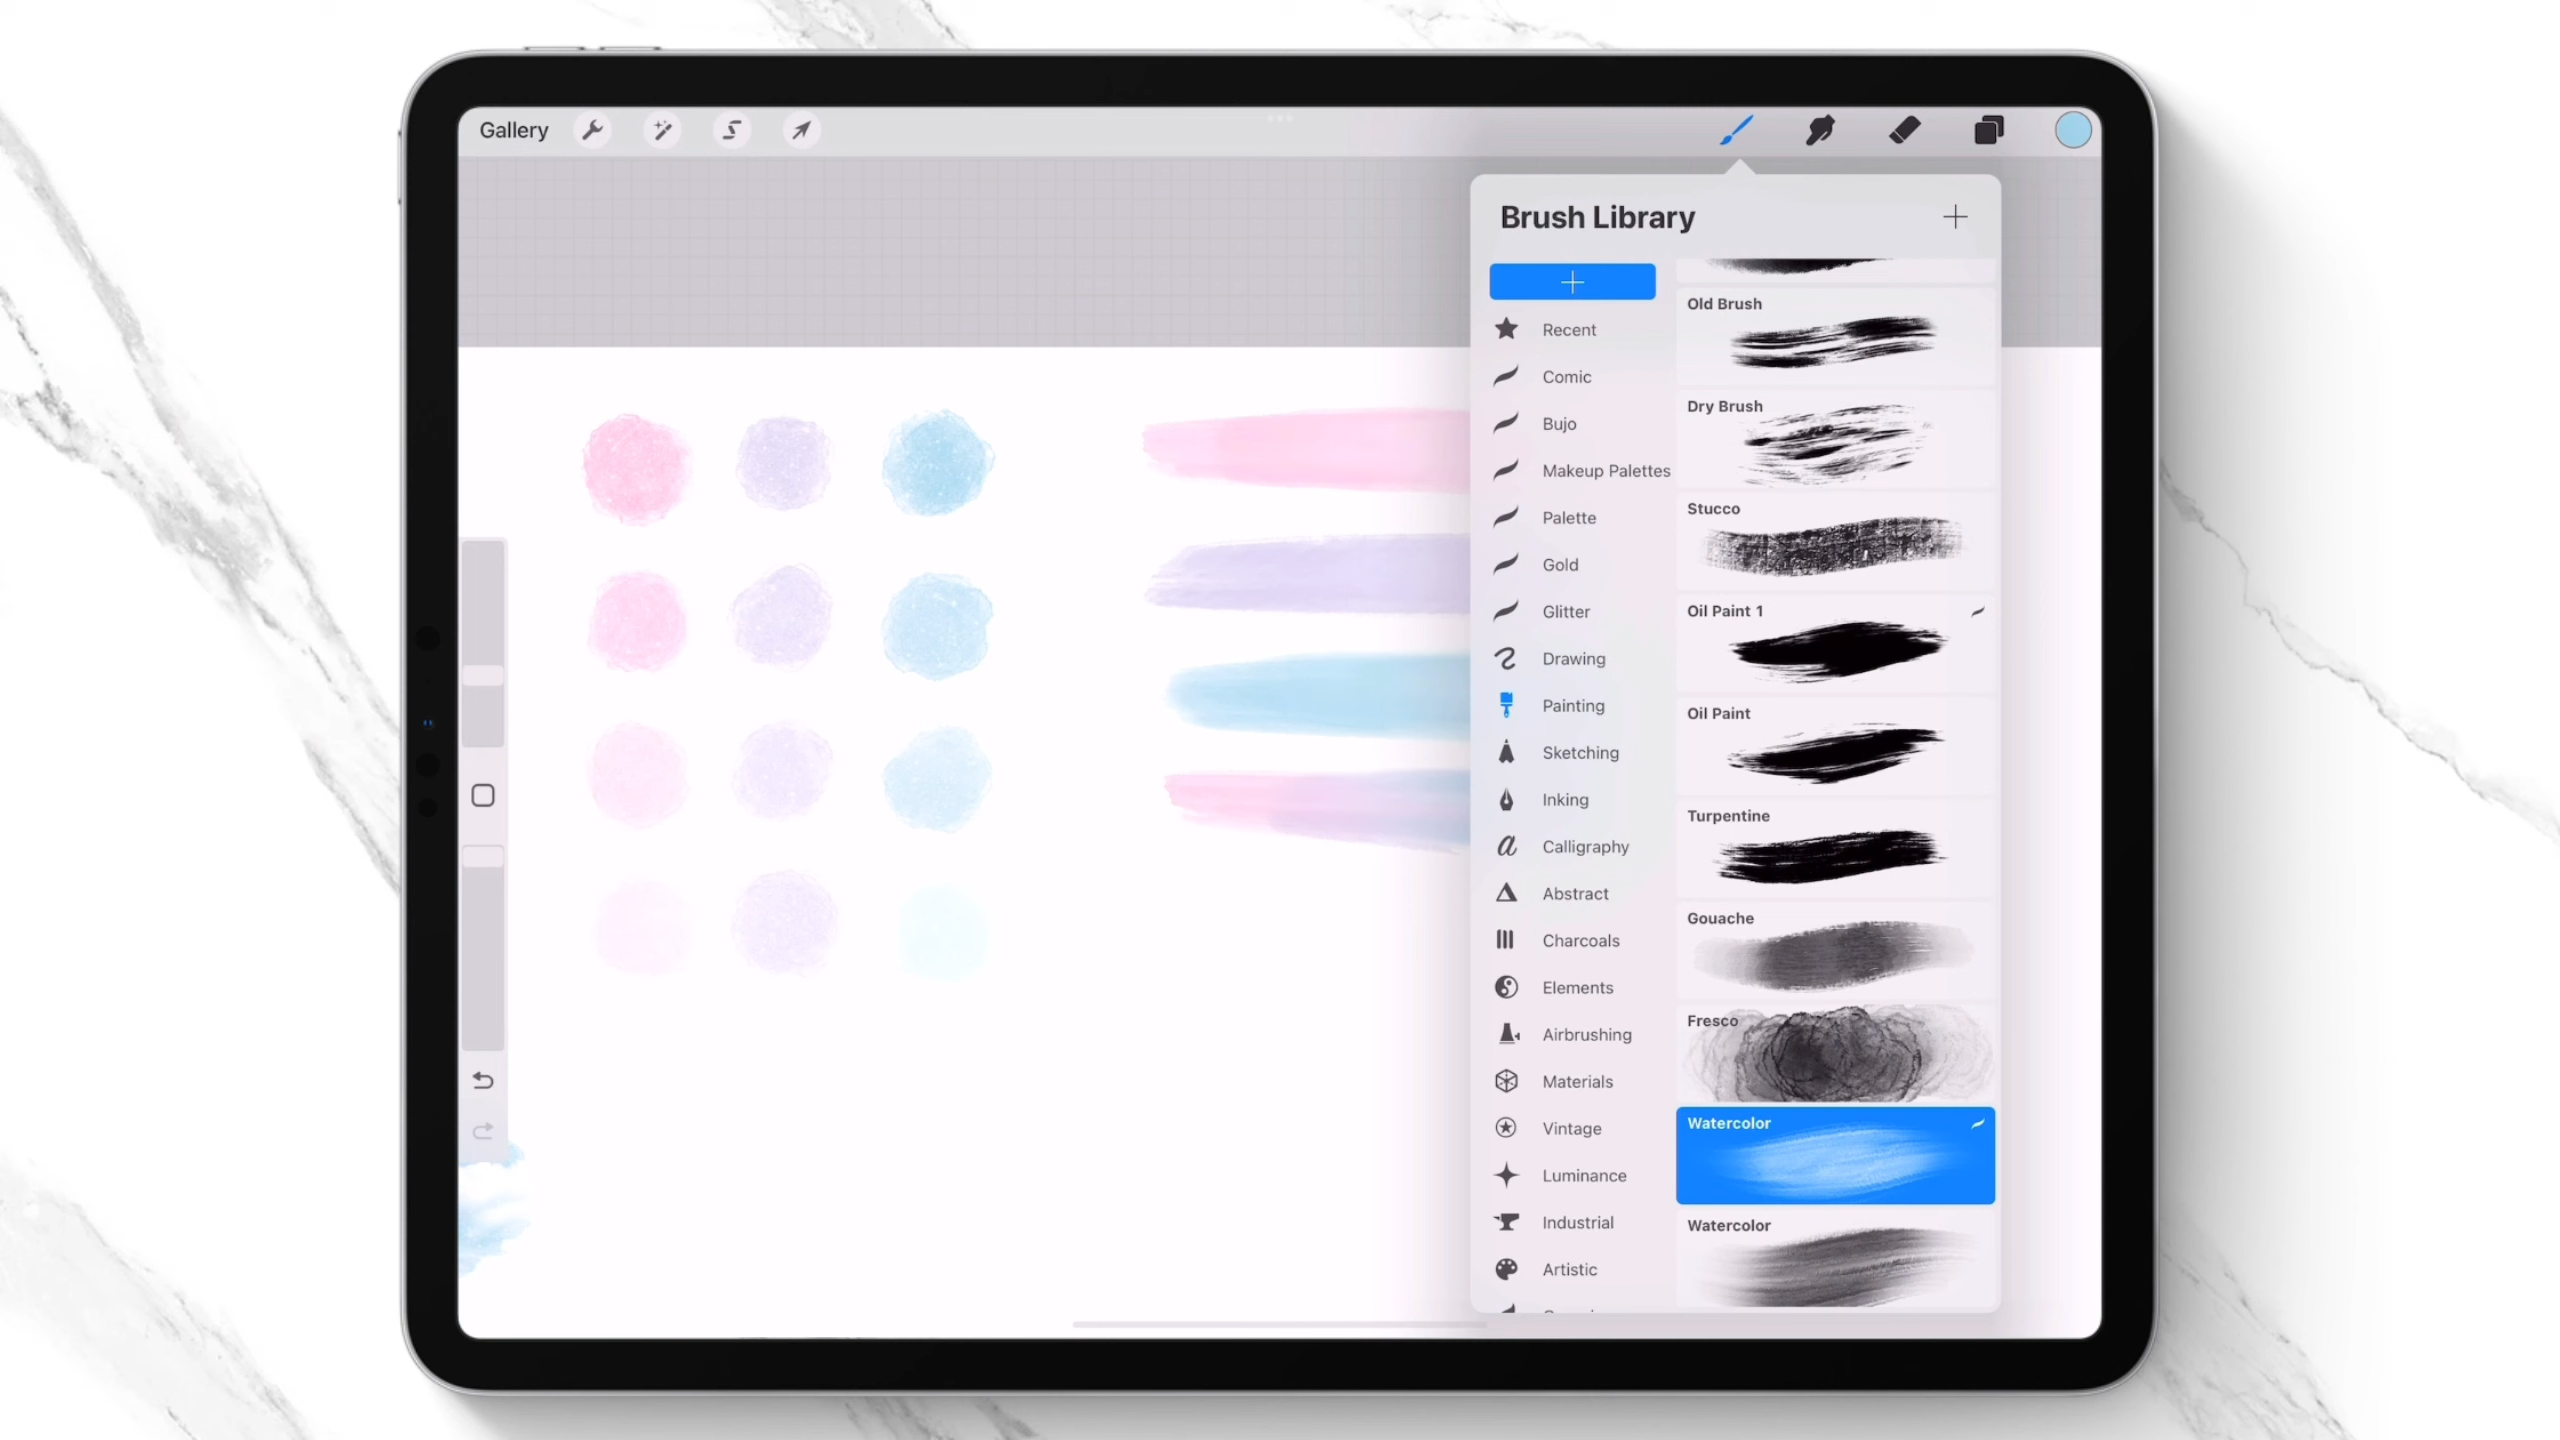 Gallery
Brush Library
Recent
Comic
Bujo
Makeup Palettes
Palette
Gold
Glitter
Drawing
Painting
Sketching
Inking
Calligraphy
Abstract
Charcoals
Elements
Airbrushing
Materials
Vintage
Luminance
Industrial
Artistic
Old Brush
Dry Brush
Stucco
Oil Paint 1
Oil Paint
Turpentine
Gouache
Fresco
Watercolor
Watercolor